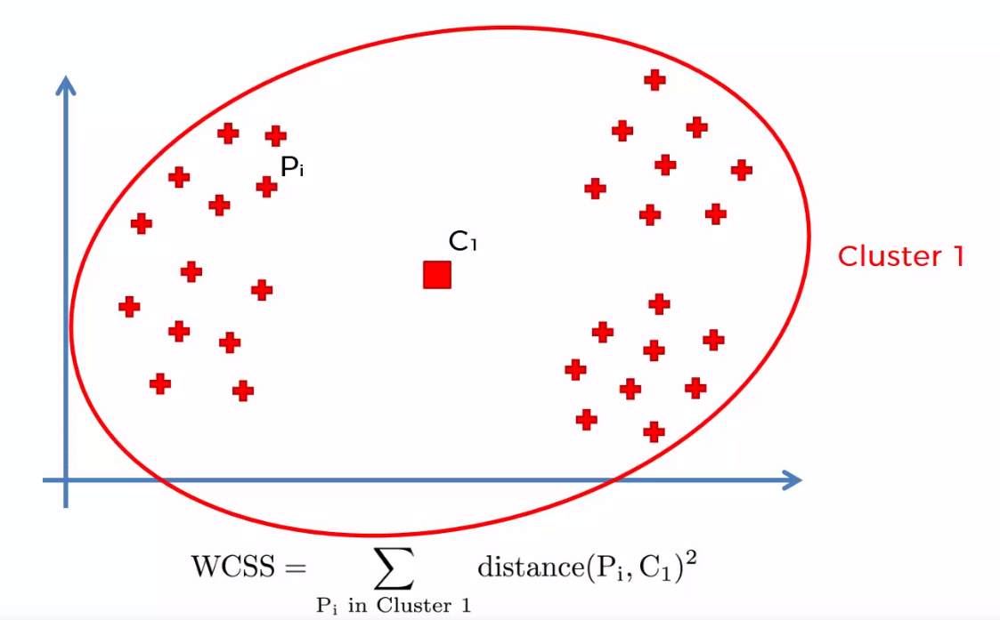 Pᵢ
C₁
Cluster 1
WCSS = ∑ distance(Pᵢ, C₁)²
Pᵢ in Cluster 1